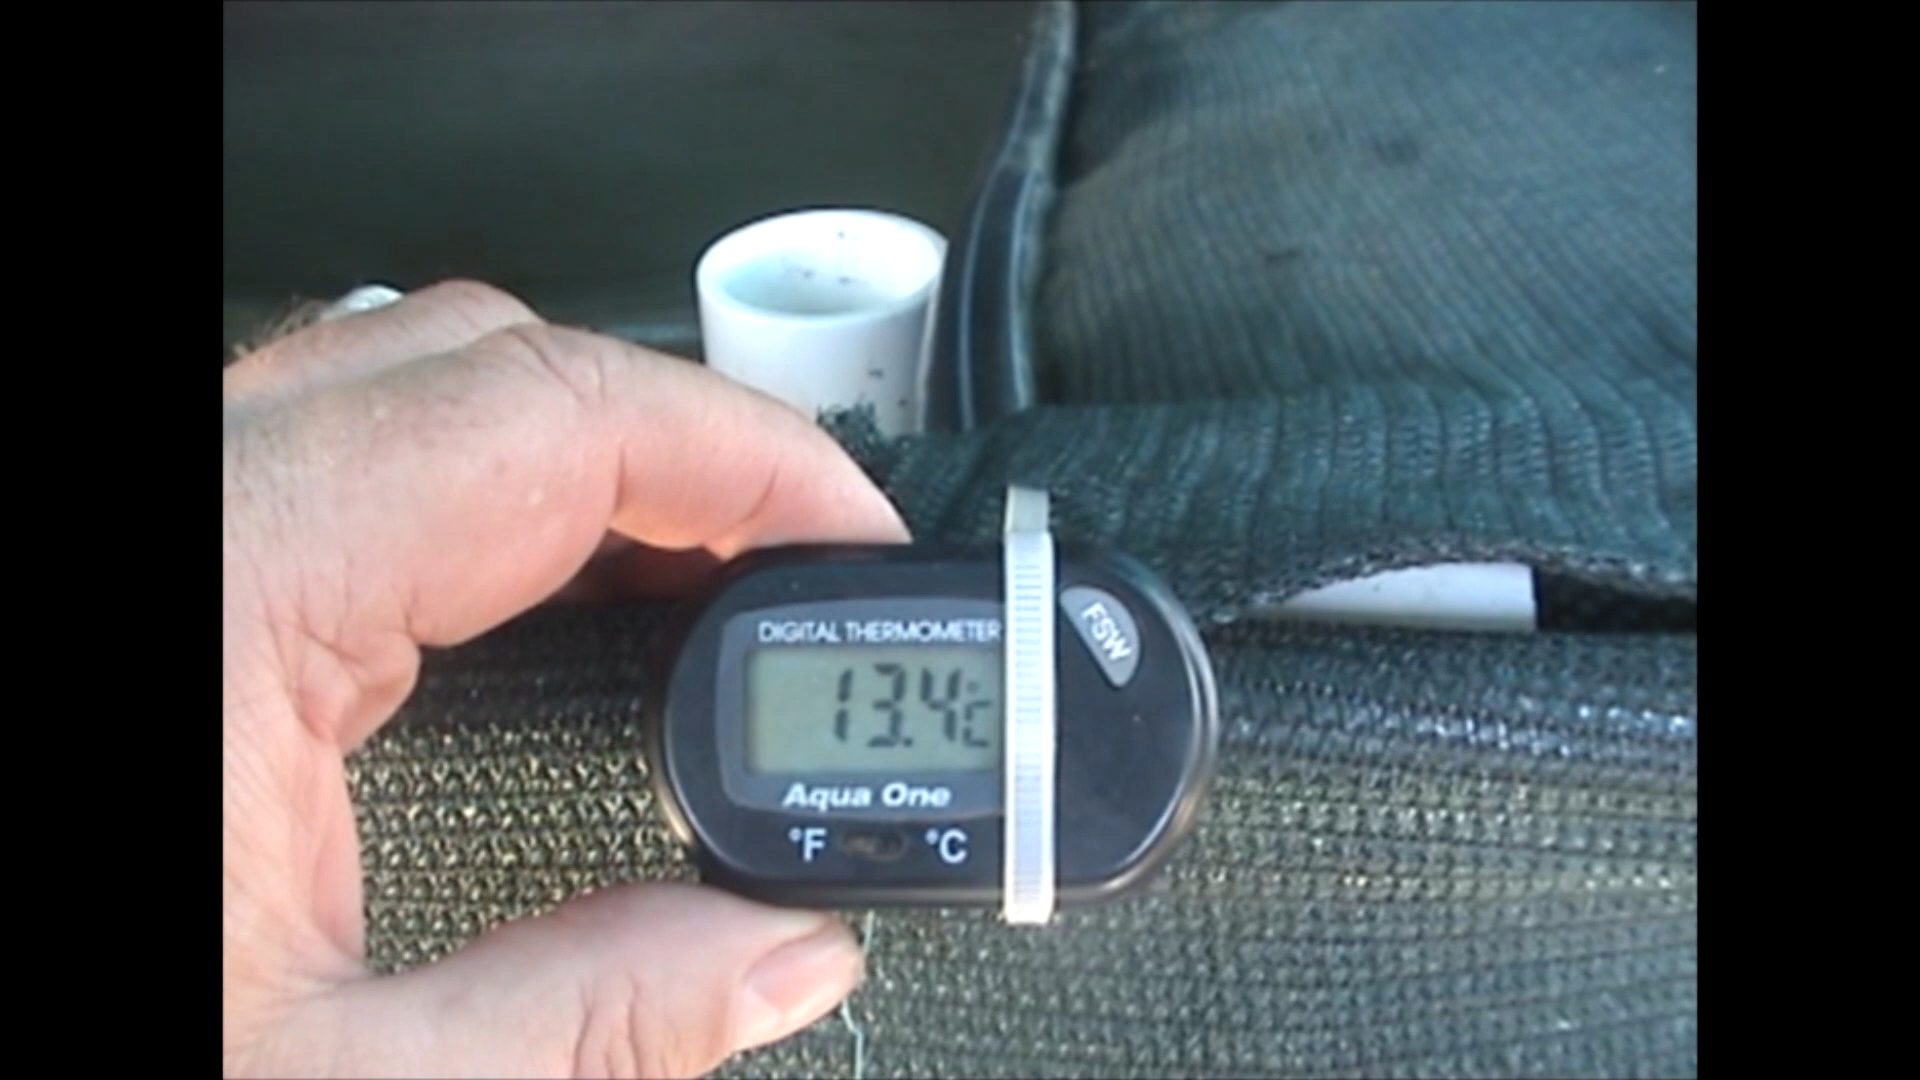 DIGITAL THERMOMETER
FSW
13.4°C
Aqua One
°F °C